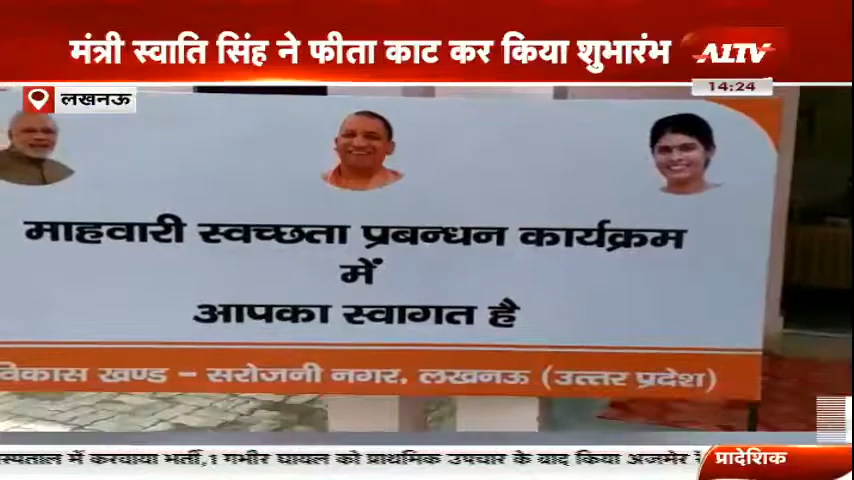 मंत्री स्वाति सिंह ने फीता काट कर किया शुभारंभ
ALTV
14:24
लखनऊ
माहवारी स्वच्छता प्रबन्धन कार्यक्रम
में
आपका स्वागत है
विकास खण्ड - सरोजनी नगर, लखनऊ (उत्तर प्रदेश)
में करवाया भर्ती,1 गंभीर घायल को प्राथमिक उपचार के बाद किया अजमेर
प्रादेशिक